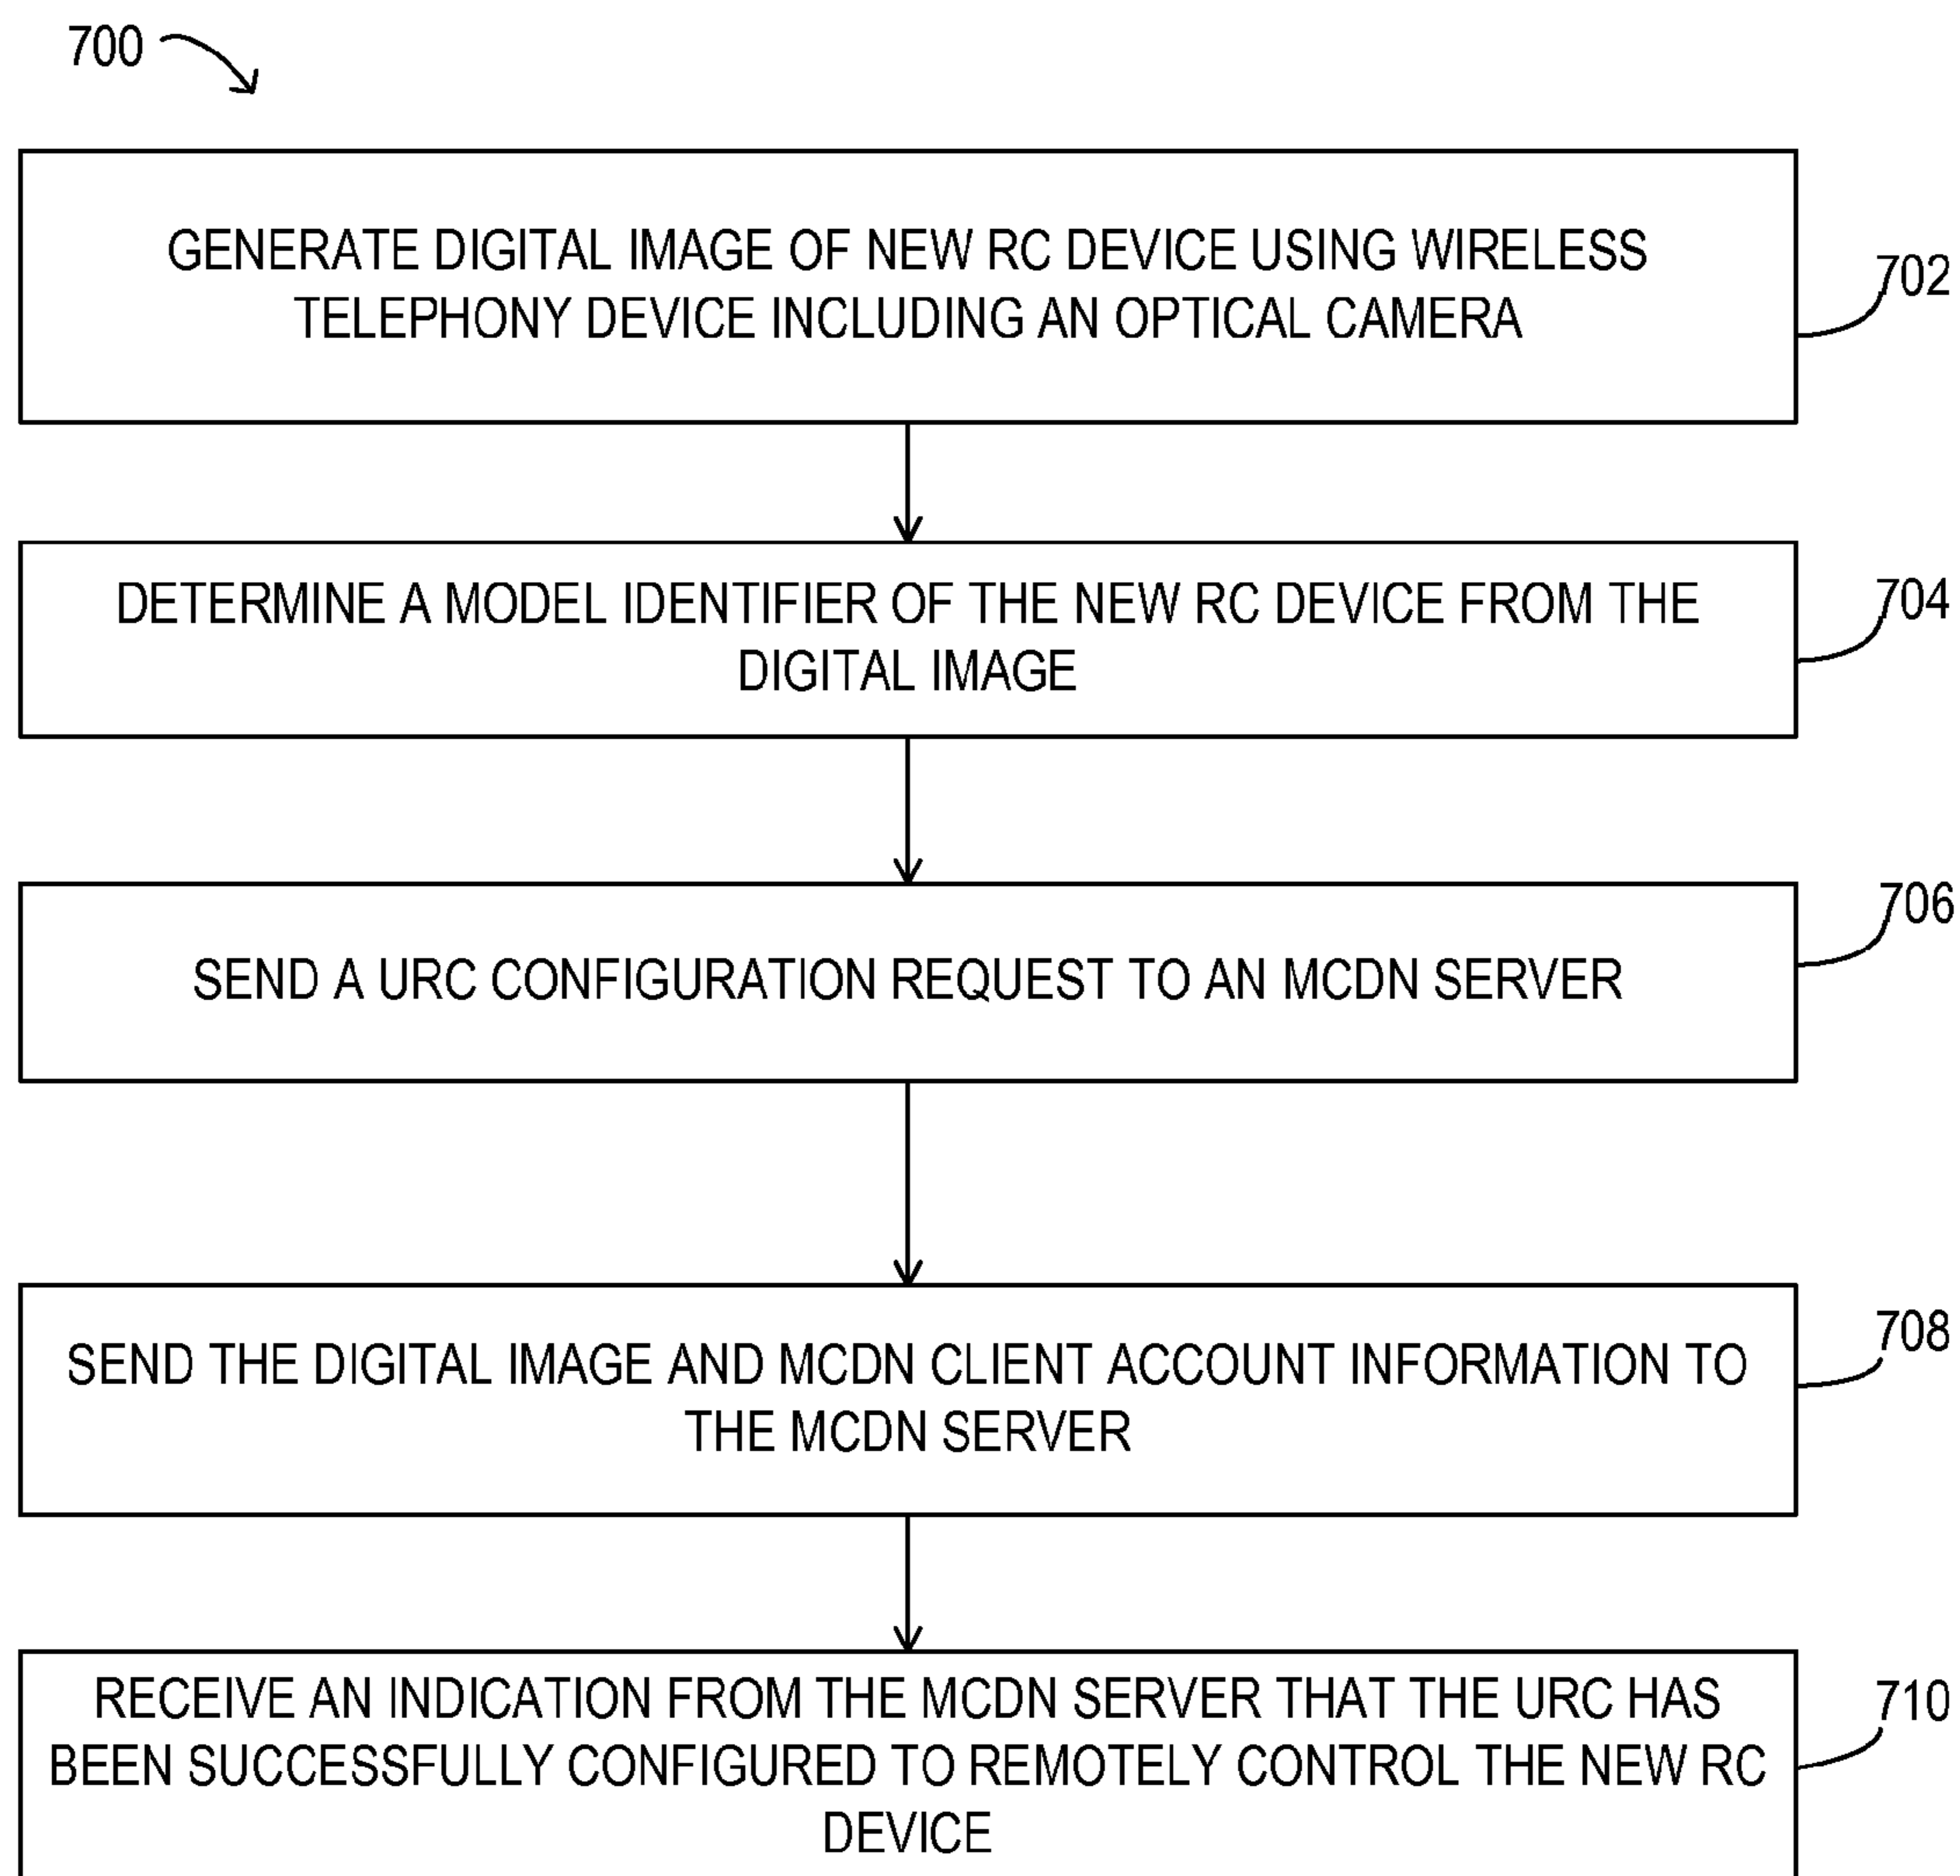 700
GENERATE DIGITAL IMAGE OF NEW RC DEVICE USING WIRELESS
TELEPHONY DEVICE INCLUDING AN OPTICAL CAMERA
702
DETERMINE A MODEL IDENTIFIER OF THE NEW RC DEVICE FROM THE
DIGITAL IMAGE
704
SEND A URC CONFIGURATION REQUEST TO AN MCDN SERVER
706
SEND THE DIGITAL IMAGE AND MCDN CLIENT ACCOUNT INFORMATION TO
THE MCDN SERVER
708
RECEIVE AN INDICATION FROM THE MCDN SERVER THAT THE URC HAS
BEEN SUCCESSFULLY CONFIGURED TO REMOTELY CONTROL THE NEW RC
DEVICE
710